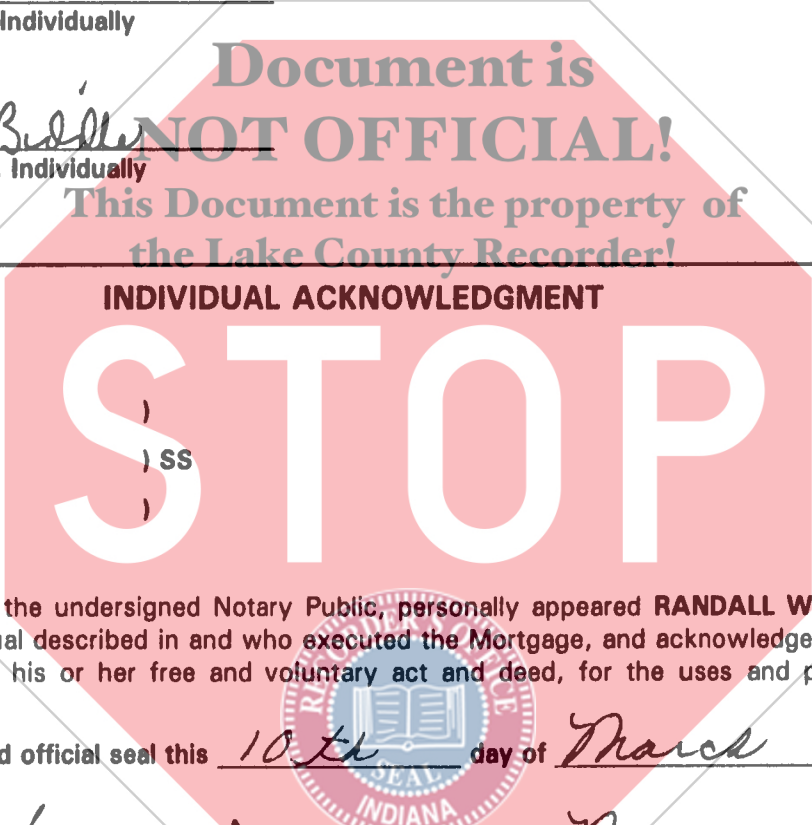 Individually
Document is
Biddle
NOT OFFICIAL!
Individually
This Document is the property of
the Lake County Recorder!
INDIVIDUAL ACKNOWLEDGMENT
STOP
)
) SS
)
the undersigned Notary Public, personally appeared RANDALL W
al described in and who executed the Mortgage, and acknowledge
his or her free and voluntary act and deed, for the uses and p
RECORDER'S OFFICE
d official seal this 10th day of March
SEAL
INDIANA